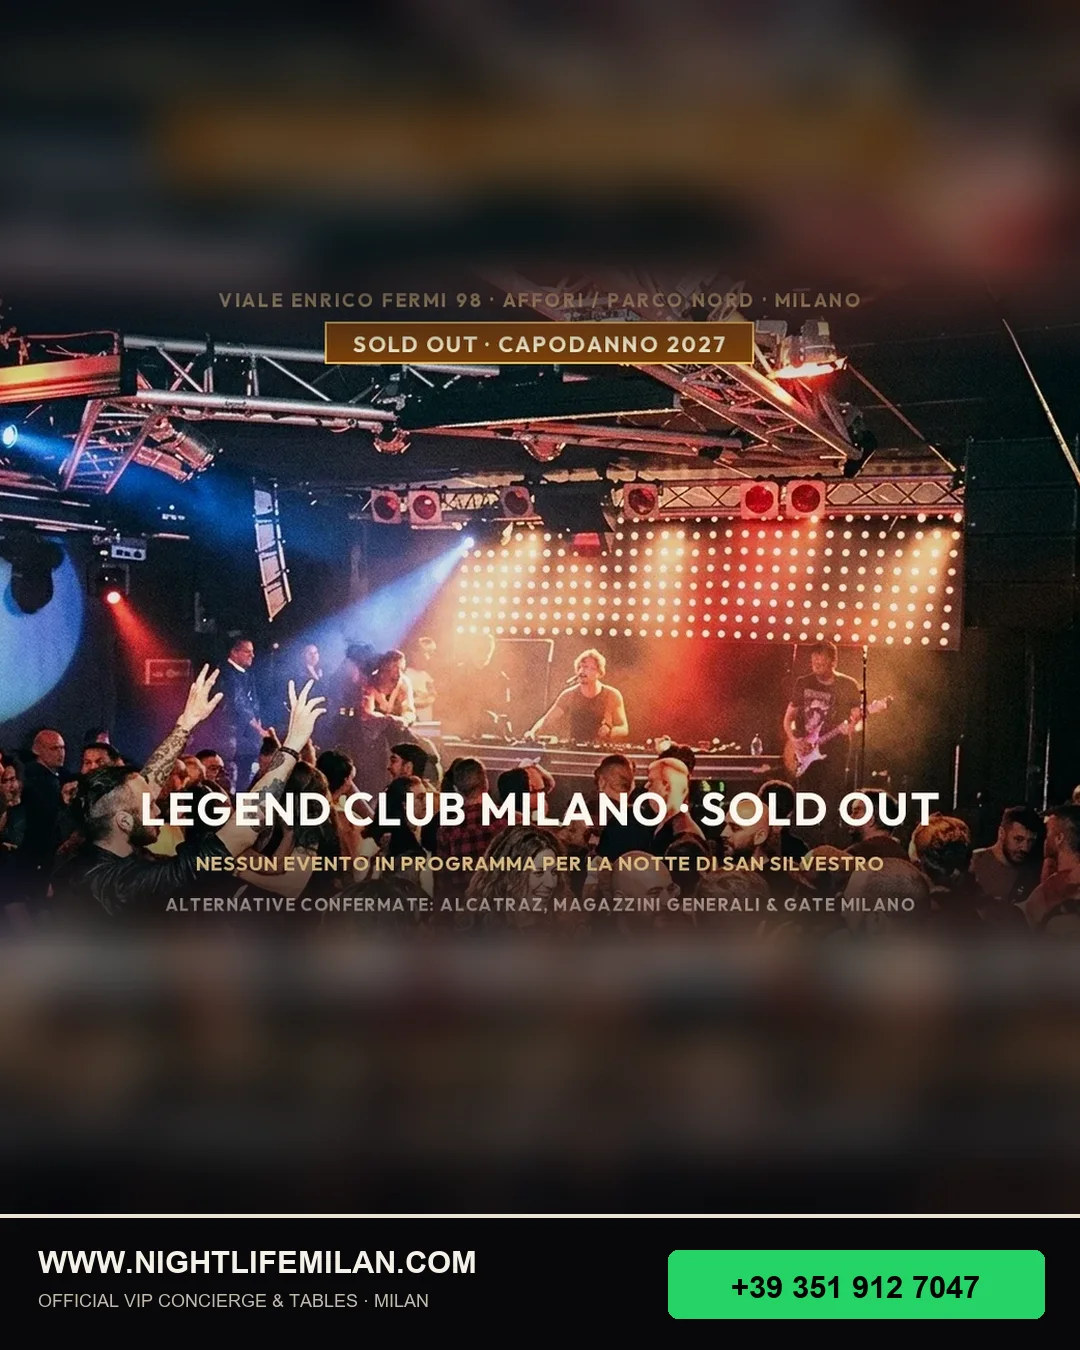 VIALE ENRICO FERMI 98 · AFFORI / PARCO NORD · MILANO
SOLD OUT · CAPODANNO 2027
LEGEND CLUB MILANO · SOLD OUT
NESSUN EVENTO IN PROGRAMMA PER LA NOTTE DI SAN SILVESTRO
ALTERNATIVE CONFERMATE: ALCATRAZ, MAGAZZINI GENERALI & GATE MILANO
WWW.NIGHTLIFEMILAN.COM
OFFICIAL VIP CONCIERGE & TABLES · MILAN
+39 351 912 7047